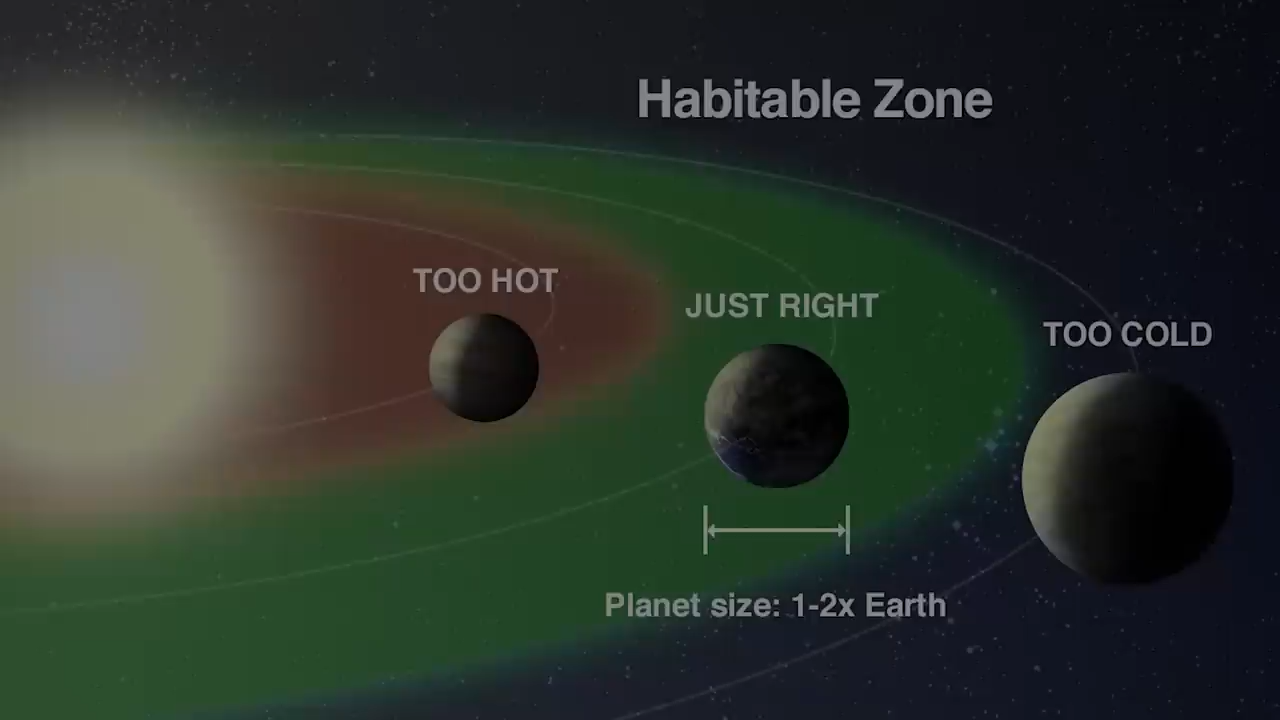 Habitable Zone
TOO HOT
JUST RIGHT
TOO COLD
Planet size: 1-2x Earth